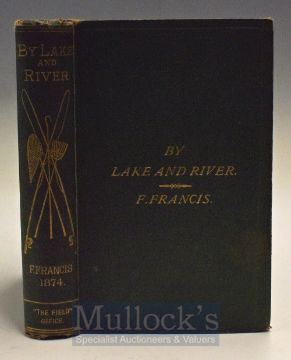 BY LAKE
AND
RIVER
F. FRANCIS
1874.
"THE FIELD"
OFFICE.
BY
LAKE AND RIVER.
F. FRANCIS.
Mullock's
Specialist Auctioneers & Valuers